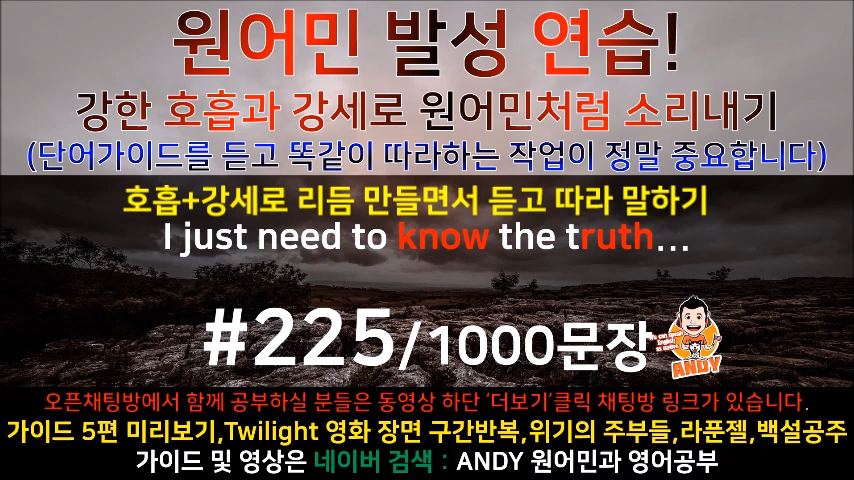 원어민 발성 연습!
강한 호흡과 강세로 원어민처럼 소리내기
(단어가이드를 듣고 똑같이 따라하는 작업이 정말 중요합니다)
호흡+강세로 리듬 만들면서 듣고 따라 말하기
I just need to know the truth...
#225/1000문장
We can speak
English
as Native!
ANDY
오픈채팅방에서 함께 공부하실 분들은 동영상 하단 '더보기'클릭 채팅방 링크가 있습니다.
가이드 5편 미리보기,Twilight 영화 장면 구간반복,위기의 주부들,라푼젤,백설공주
가이드 및 영상은 네이버 검색 : ANDY 원어민과 영어공부